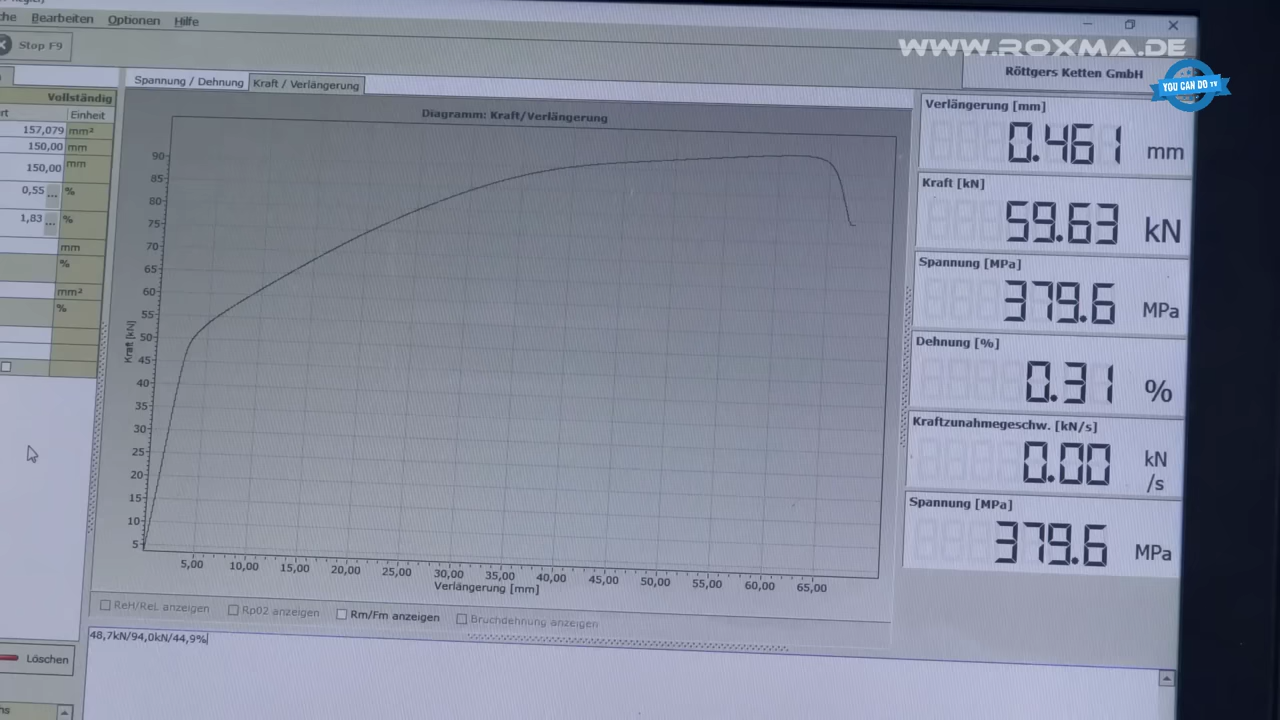 che Bearbeiten Optionen Hilfe
Stop F9
WWW.ROXMA.DE
Röttgers Ketten GmbH
YOU CAN DO TV
Spannung / Dehnung Kraft / Verlängerung
Vollständig
Einheit
157,079 mm²
150,00 mm
150,00 mm
0,55 ... %
1,83 ... %
mm
%
mm²
%
Diagramm: Kraft/Verlängerung
Kraft [kN]
90
85
80
75
70
65
60
55
50
45
40
35
30
25
20
15
10
5
5,00 10,00 15,00 20,00 25,00 30,00 35,00 40,00 45,00 50,00 55,00 60,00 65,00
Verlängerung [mm]
ReH/ReL anzeigen Rp02 anzeigen Rm/Fm anzeigen Bruchdehnung anzeigen
48,7kN/94,0kN/44,9%
Löschen
Verlängerung [mm]
0.461 mm
Kraft [kN]
59.63 kN
Spannung [MPa]
379.6 MPa
Dehnung [%]
0.31 %
Kraftzunahmegeschw. [kN/s]
0.00 kN
/s
Spannung [MPa]
379.6 MPa